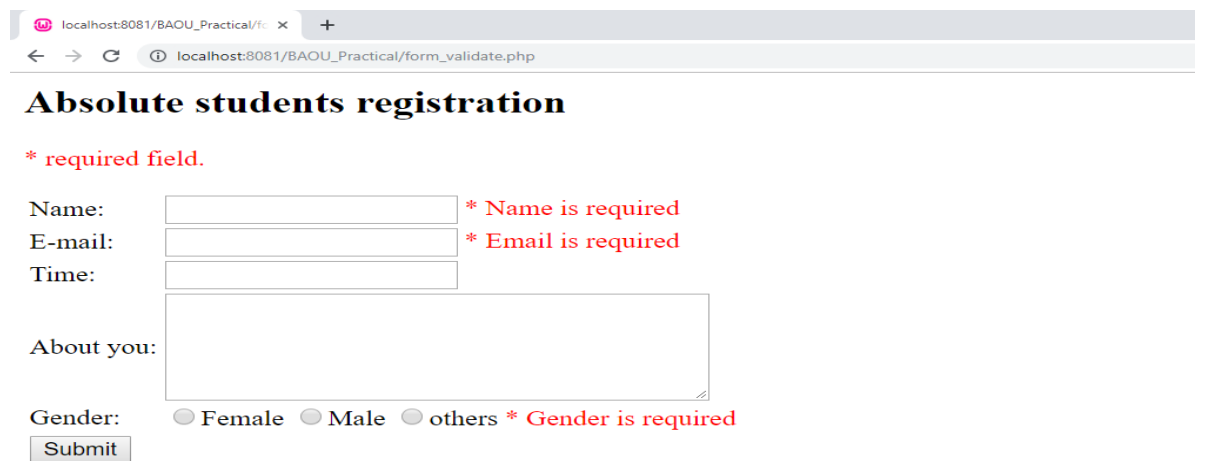 localhost:8081/BAOU_Practical/fo
localhost:8081/BAOU_Practical/form_validate.php
Absolute students registration
* required field.
Name: * Name is required
E-mail: * Email is required
Time:
About you:
Gender: Female Male others * Gender is required
Submit